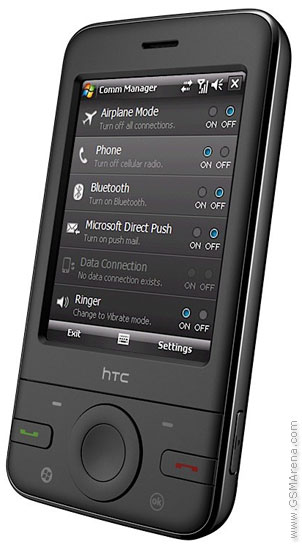 Comm Manager
Airplane Mode
Turn off all connections.
ON OFF
Phone
Turn off cellular radio.
ON OFF
Bluetooth
Turn on Bluetooth.
ON OFF
Microsoft Direct Push
Turn on push mail.
ON OFF
Data Connection
No data connection exists.
ON OFF
Ringer
Change to Vibrate mode.
ON OFF
Exit
Settings
hTC
ok
www.GSMArena.com